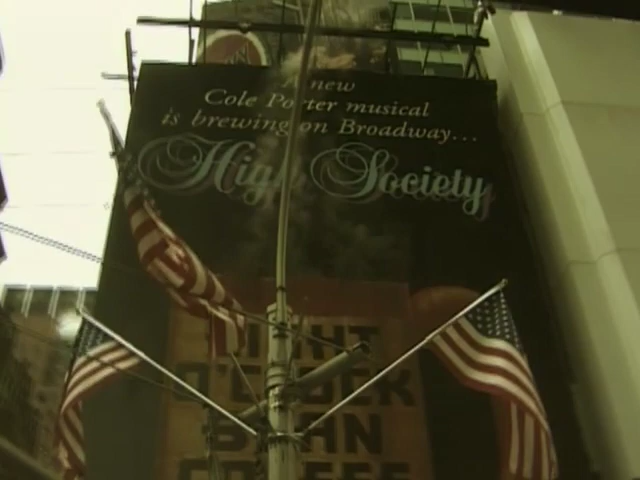 A new
Cole Porter musical
is brewing on Broadway...
High Society
EIGHT
O'CLOCK
BEAN
COFFEE